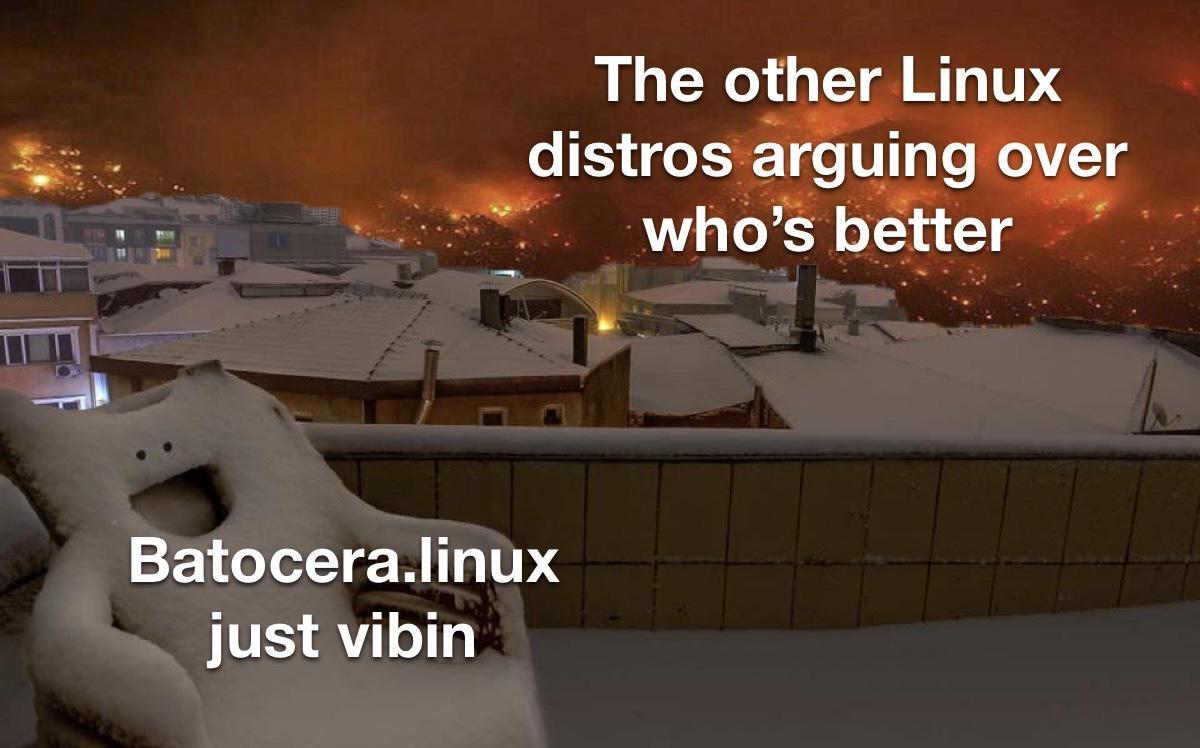 The other Linux
distros arguing over
who’s better
Batocera.linux
just vibin